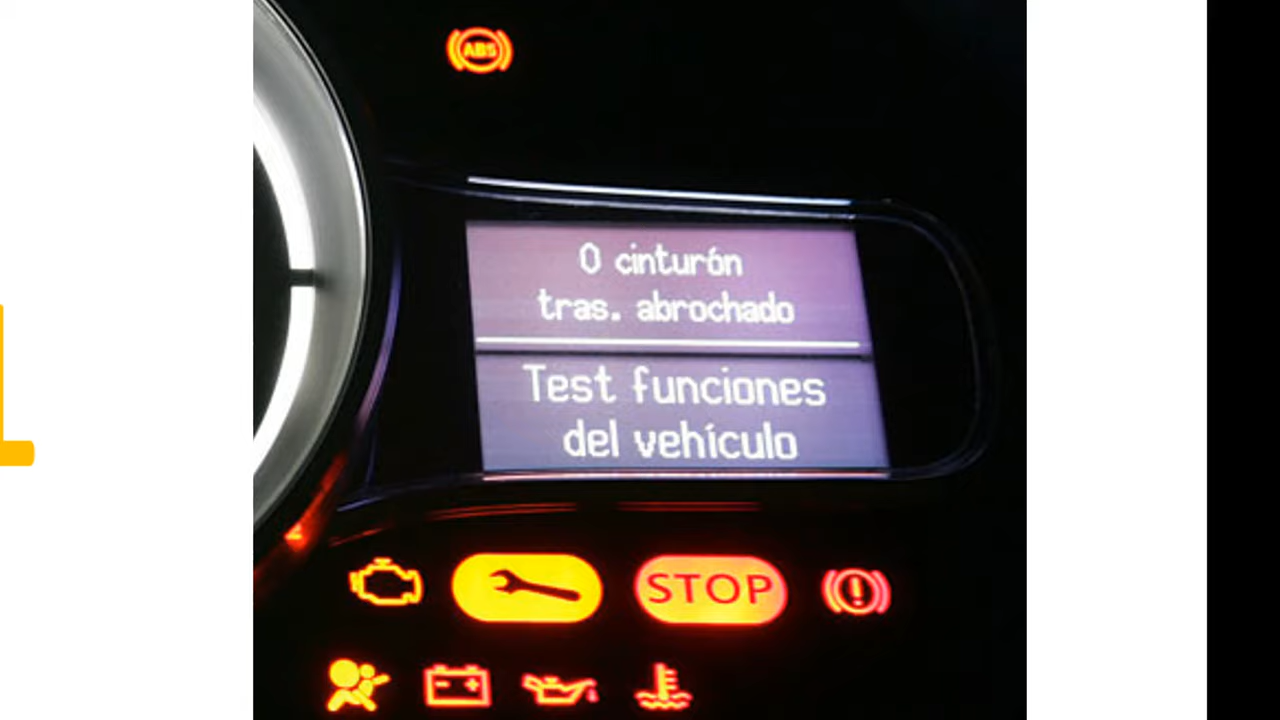 ABS
0 cinturón
tras. abrochado
Test funciones
del vehículo
STOP